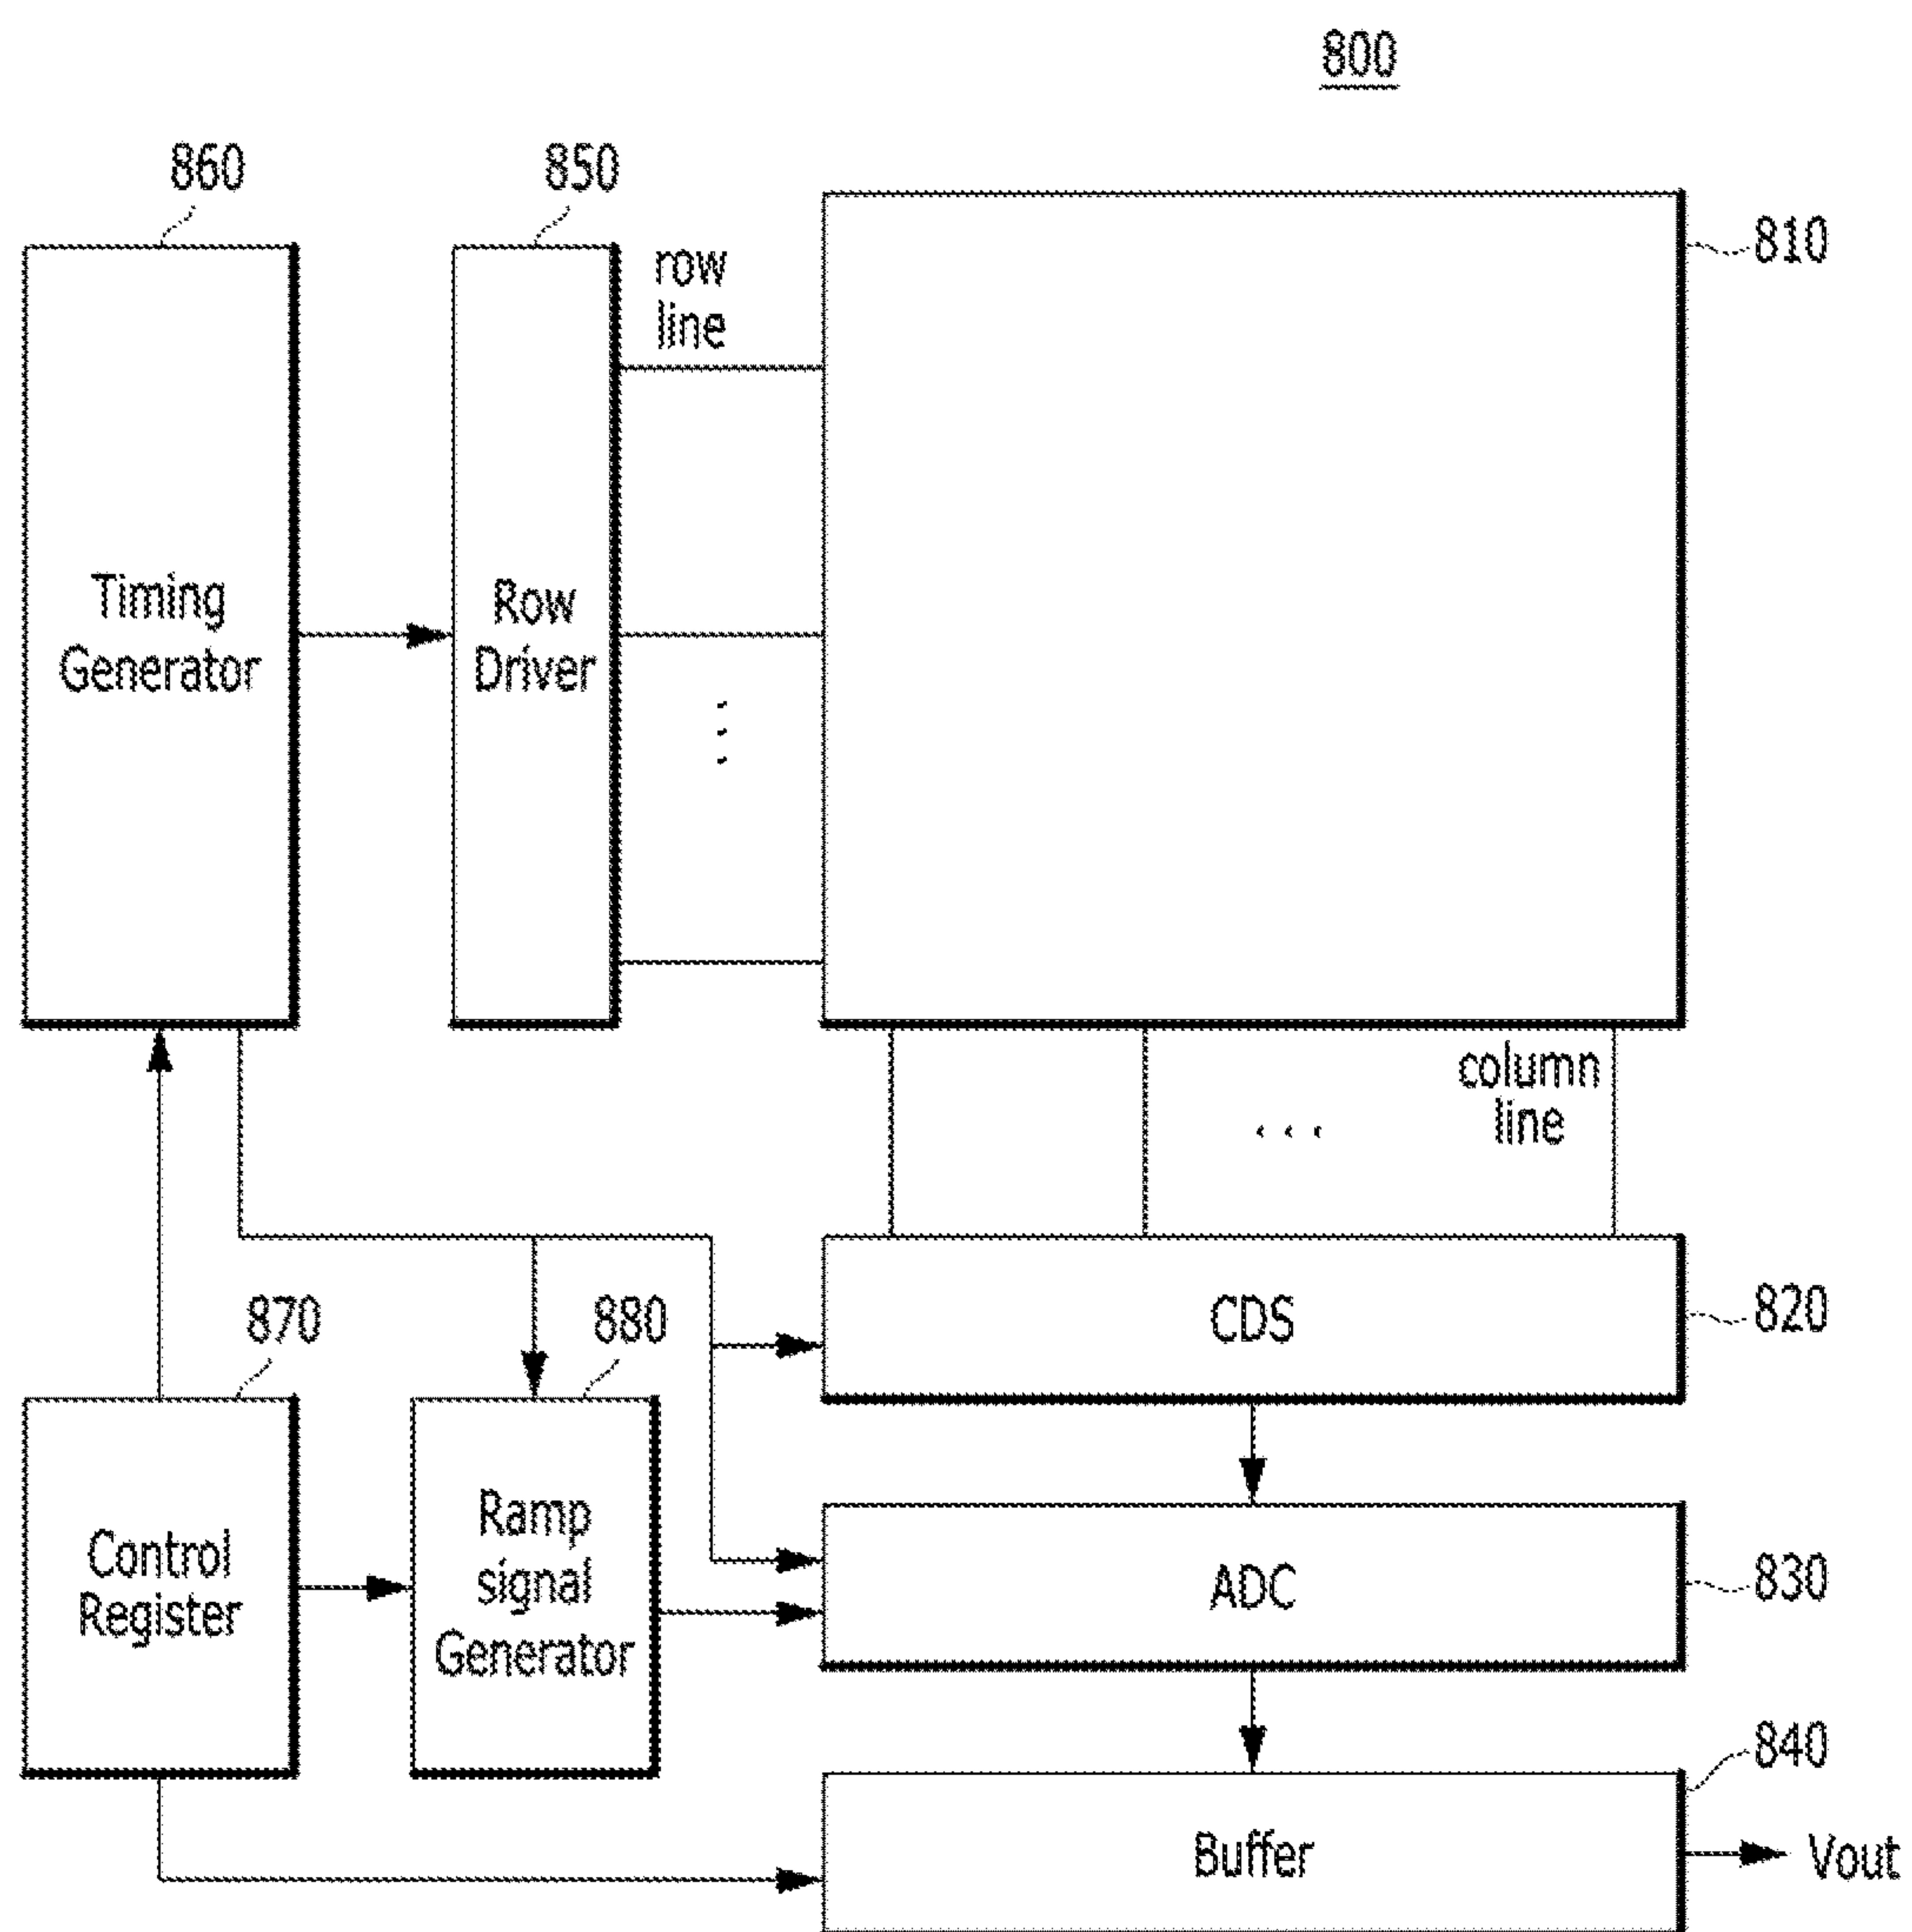 800
860
850
810
row
line
Timing
Generator
Row
Driver
column
line
870
880
CDS
820
Control
Register
Ramp
signal
Generator
ADC
830
840
Buffer
Vout